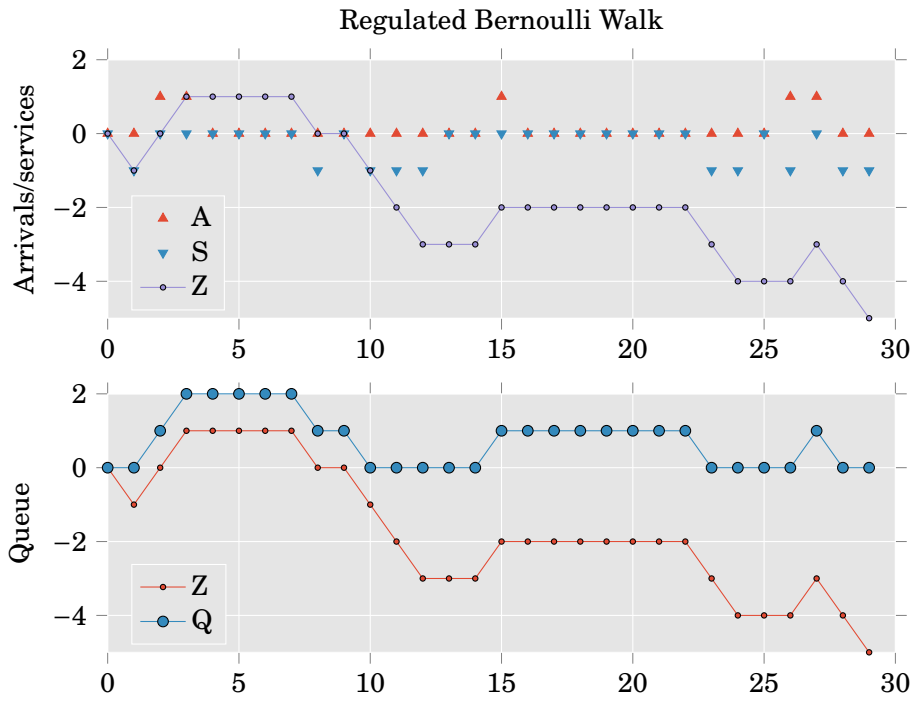 Regulated Bernoulli Walk
Arrivals/services
2
0
−2
−4
A
S
Z
0 5 10 15 20 25 30
Queue
2
0
−2
−4
Z
Q
0 5 10 15 20 25 30